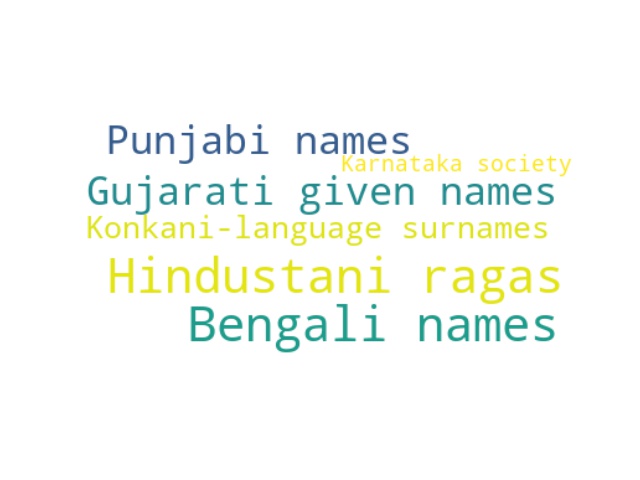 Punjabi names
Karnataka society
Gujarati given names
Konkani-language surnames
Hindustani ragas
Bengali names